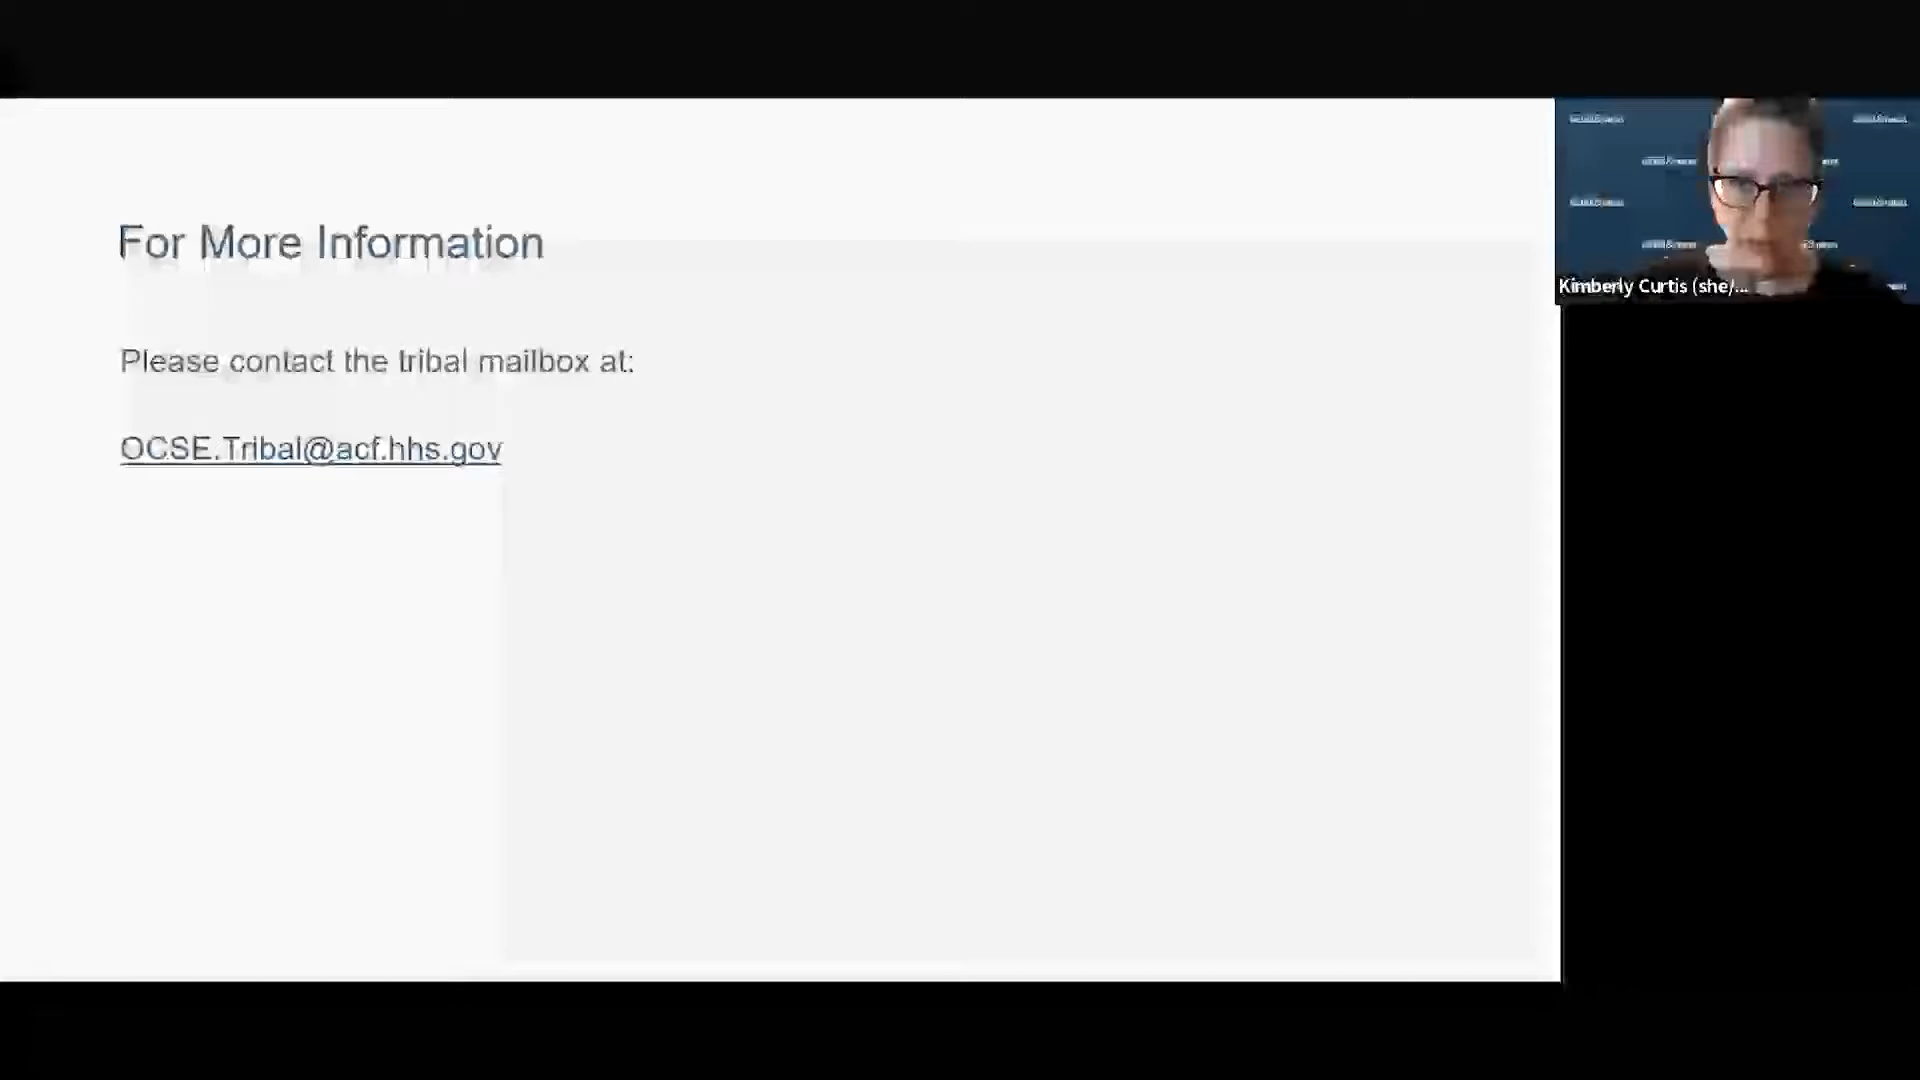 For More Information
Please contact the tribal mailbox at:
OCSE.Tribal@acf.hhs.gov
Kimberly Curtis (she/...